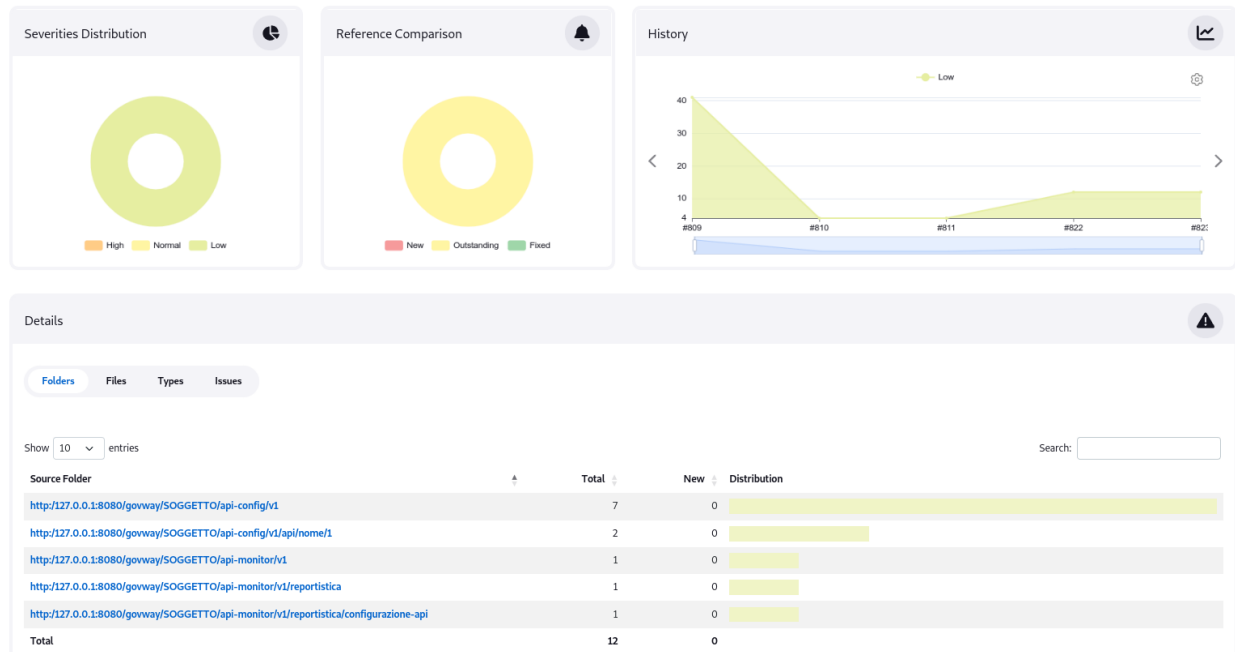 Severities Distribution
High Normal Low
Reference Comparison
New Outstanding Fixed
History
Low
40
30
20
10
4
#809 #810 #811 #822 #823
Details
Folders Files Types Issues
Show 10 entries
Search:
Source Folder Total New Distribution
http:/127.0.0.1:8080/govway/SOGGETTO/api-config/v1 7 0
http:/127.0.0.1:8080/govway/SOGGETTO/api-config/v1/api/nome/1 2 0
http:/127.0.0.1:8080/govway/SOGGETTO/api-monitor/v1 1 0
http:/127.0.0.1:8080/govway/SOGGETTO/api-monitor/v1/reportistica 1 0
http:/127.0.0.1:8080/govway/SOGGETTO/api-monitor/v1/reportistica/configurazione-api 1 0
Total 12 0